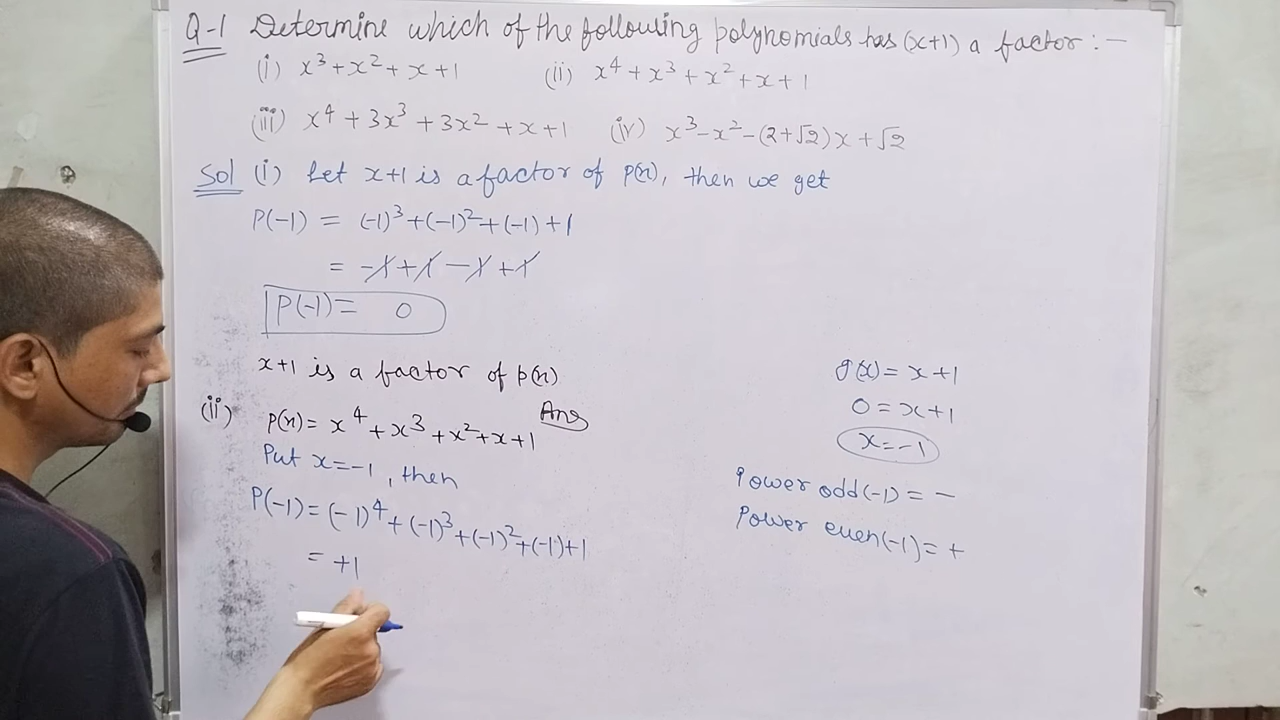 Q-1 Determine which of the following polynomials has (x+1) a factor :-
(i) x³+x²+x+1 (ii) x⁴+x³+x²+x+1
(iii) x⁴+3x³+3x²+x+1 (iv) x³-x²-(2+√2)x+√2
Sol (i) Let x+1 is a factor of p(x), then we get
P(-1) = (-1)³+(-1)²+(-1)+1
= -1+1-1+1
P(-1)= 0
x+1 is a factor of p(x)
Ans
(ii) p(x)= x⁴+x³+x²+x+1
Put x=-1, then
P(-1)=(-1)⁴+(-1)³+(-1)²+(-1)+1
= +1
g(x)= x+1
0=x+1
x=-1
Power odd(-1)= -
Power even(-1)= +